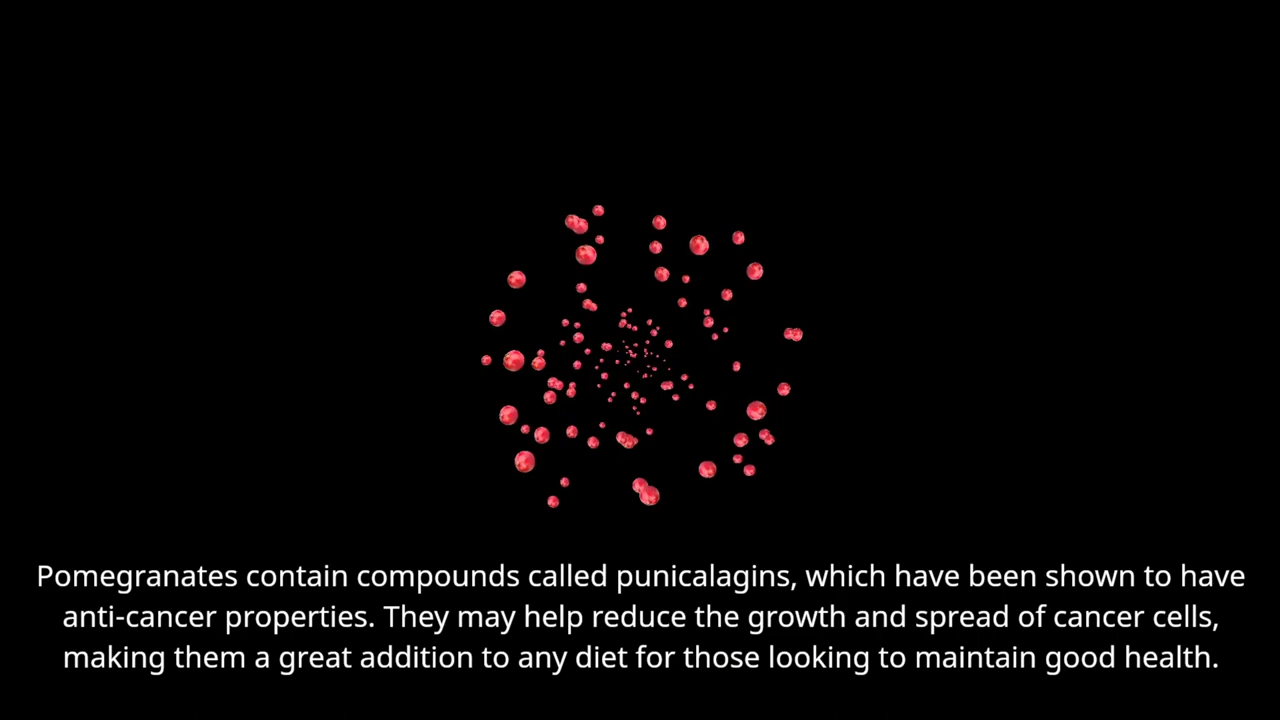 Pomegranates contain compounds called punicalagins, which have been shown to have
anti-cancer properties. They may help reduce the growth and spread of cancer cells,
making them a great addition to any diet for those looking to maintain good health.